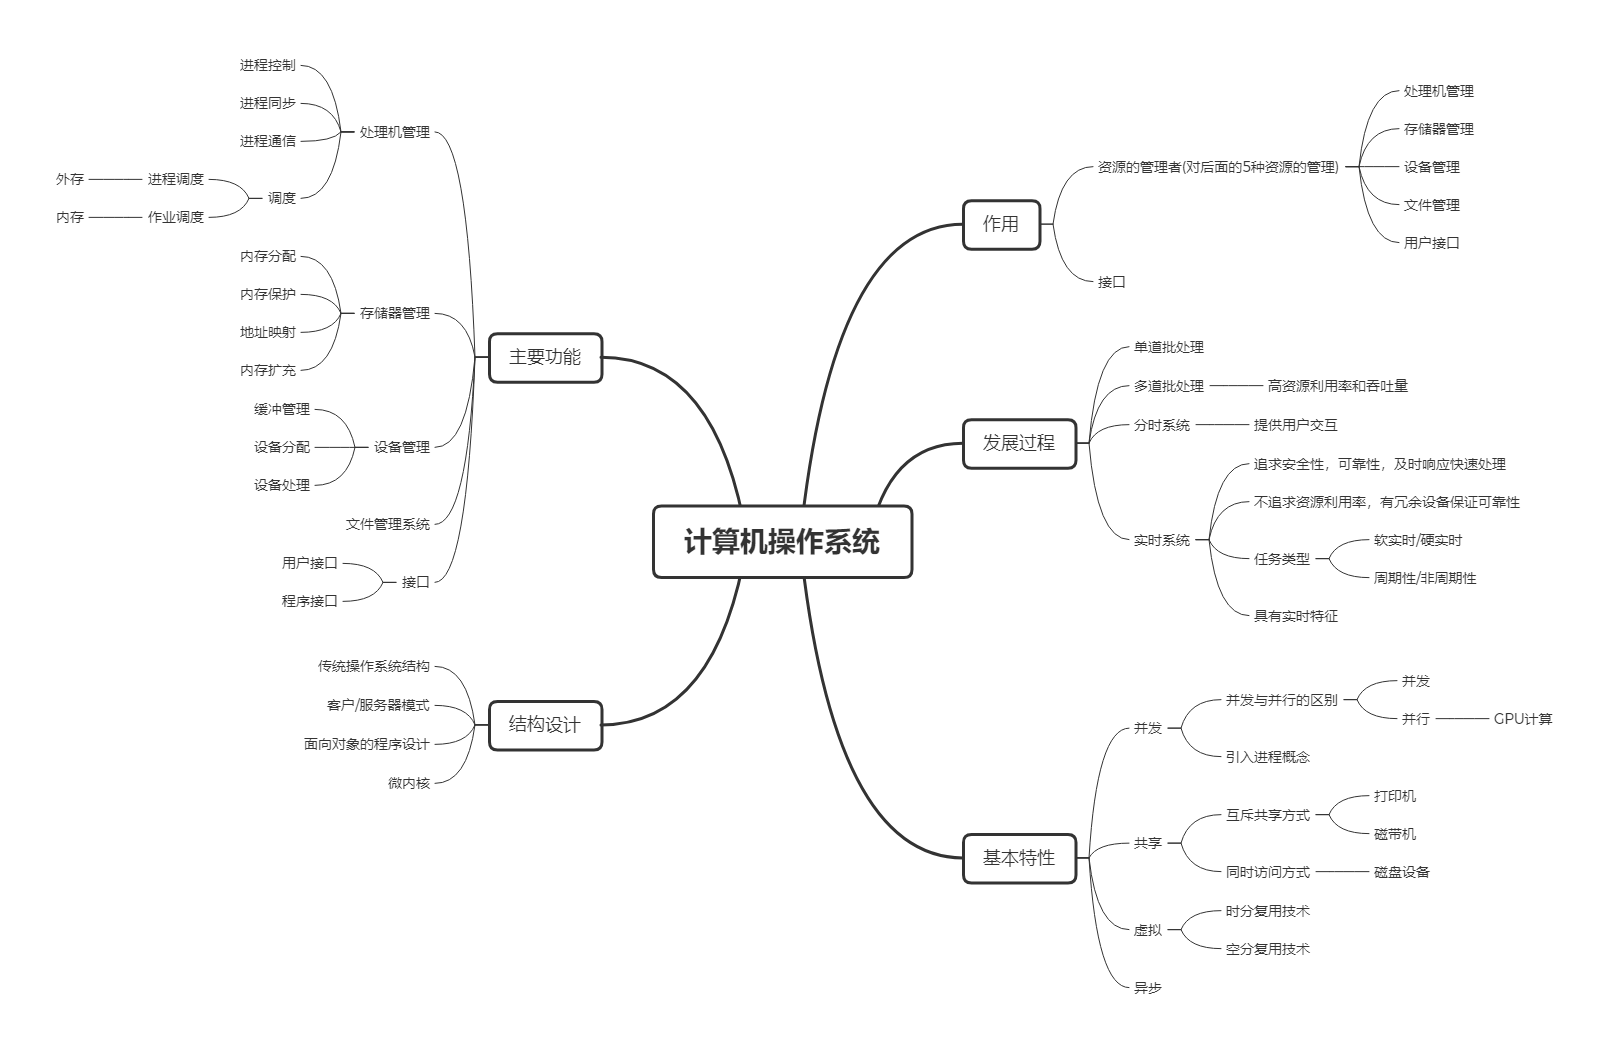 计算机操作系统
作用
资源的管理者(对后面的5种资源的管理)
处理机管理
存储器管理
设备管理
文件管理
用户接口
接口
发展过程
单道批处理
多道批处理
高资源利用率和吞吐量
分时系统
提供用户交互
实时系统
追求安全性，可靠性，及时响应快速处理
不追求资源利用率，有冗余设备保证可靠性
任务类型
软实时/硬实时
周期性/非周期性
具有实时特征
基本特性
并发
并发与并行的区别
并发
并行
GPU计算
引入进程概念
共享
互斥共享方式
打印机
磁带机
同时访问方式
磁盘设备
虚拟
时分复用技术
空分复用技术
异步
主要功能
处理机管理
进程控制
进程同步
进程通信
调度
进程调度
外存
作业调度
内存
存储器管理
内存分配
内存保护
地址映射
内存扩充
设备管理
缓冲管理
设备分配
设备处理
文件管理系统
接口
用户接口
程序接口
结构设计
传统操作系统结构
客户/服务器模式
面向对象的程序设计
微内核